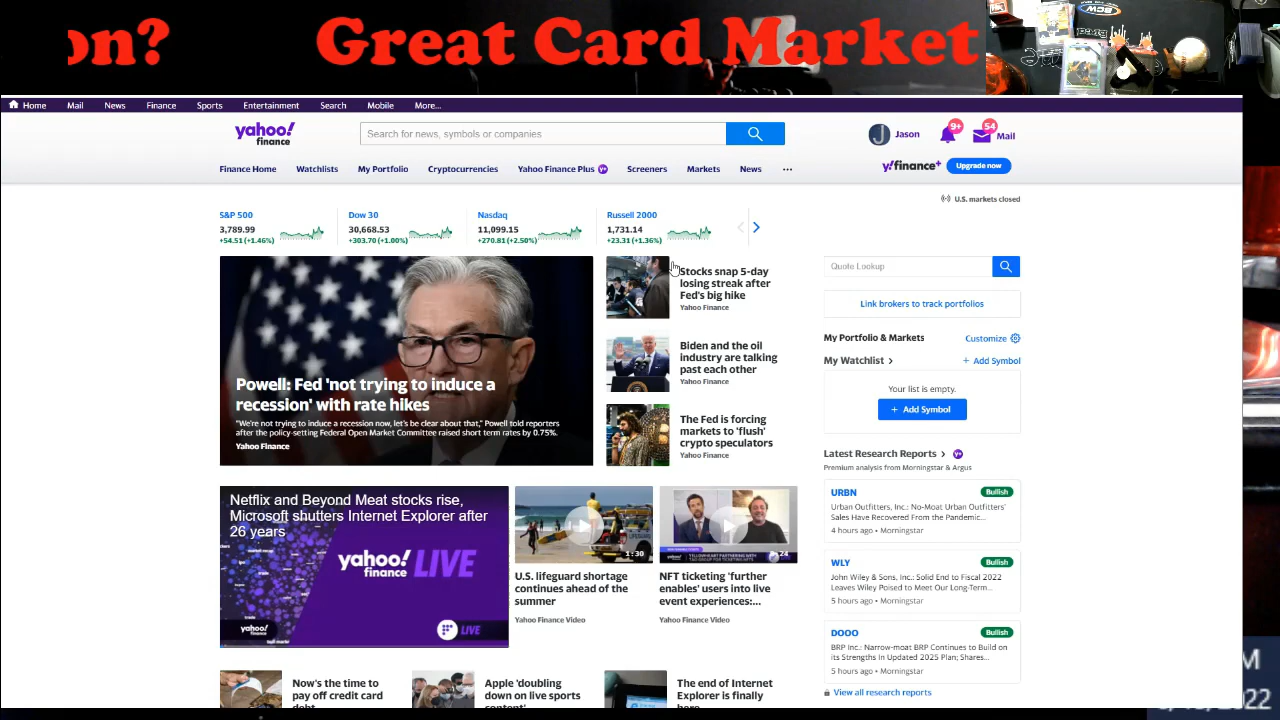 on?
Great Card Market
Home
Mail
News
Finance
Sports
Entertainment
Search
Mobile
More...
yahoo!
finance
Search for news, symbols or companies
J
Jason
9+
54
Mail
Finance Home
Watchlists
My Portfolio
Cryptocurrencies
Yahoo Finance Plus
Screeners
Markets
News
...
y!finance+
Upgrade now
U.S. markets closed
S&P 500
3,789.99
+54.51 (+1.46%)
Dow 30
30,668.53
+303.70 (+1.00%)
Nasdaq
11,099.15
+270.81 (+2.50%)
Russell 2000
1,731.14
+23.31 (+1.36%)
Powell: Fed 'not trying to induce a
recession' with rate hikes
"We're not trying to induce a recession now, let's be clear about that," Powell told reporters
after the policy-setting Federal Open Market Committee raised short term rates by 0.75%.
Yahoo Finance
Stocks snap 5-day
losing streak after
Fed's big hike
Yahoo Finance
Biden and the oil
industry are talking
past each other
Yahoo Finance
The Fed is forcing
markets to 'flush'
crypto speculators
Yahoo Finance
Quote Lookup
Link brokers to track portfolios
My Portfolio & Markets
Customize
My Watchlist >
+ Add Symbol
Your list is empty.
+ Add Symbol
Latest Research Reports >
Premium analysis from Morningstar & Argus
URBN
Bullish
Urban Outfitters, Inc.: No-Moat Urban Outfitters'
Sales Have Recovered From the Pandemic...
4 hours ago • Morningstar
WLY
Bullish
John Wiley & Sons, Inc.: Solid End to Fiscal 2022
Leaves Wiley Poised to Meet Our Long-Term...
5 hours ago • Morningstar
DOOO
Bullish
BRP Inc.: Narrow-moat BRP Continues to Build on
its Strengths In Updated 2025 Plan; Shares...
5 hours ago • Morningstar
View all research reports
Netflix and Beyond Meat stocks rise,
Microsoft shutters Internet Explorer after
26 years
yahoo!
finance LIVE
yahoo!
finance
LIVE
1:30
U.S. lifeguard shortage
continues ahead of the
summer
Yahoo Finance Video
NFT ticketing 'further
enables' users into live
event experiences:...
Yahoo Finance Video
Now's the time to
pay off credit card
debt
Apple 'doubling
down on live sports
content'
The end of Internet
Explorer is finally
here